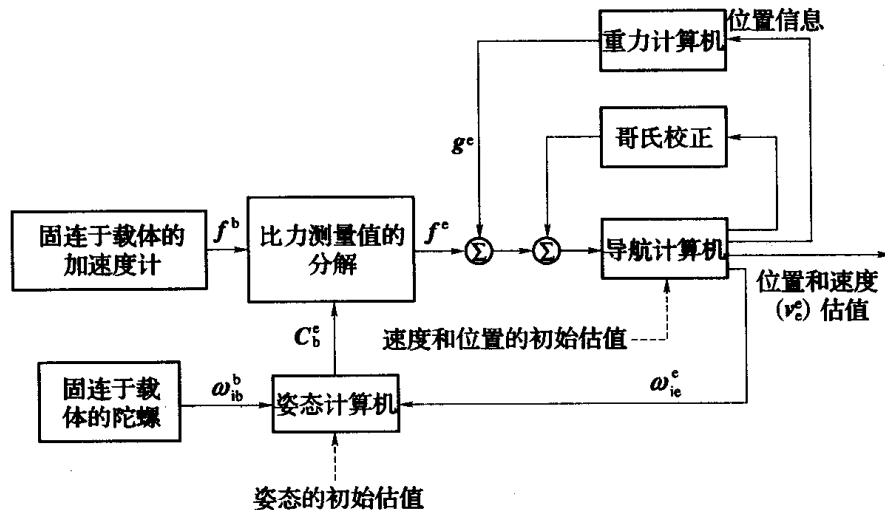 位置信息
重力计算机
g^e
哥氏校正
固连于载体的
加速度计
f^b
比力测量值的
分解
f^e
Σ
Σ
导航计算机
位置和速度
(v_e^e) 估值
C_b^e
速度和位置的初始估值
固连于载
体的陀螺
ω_ib^b
姿态计算机
ω_ie^e
姿态的初始估值